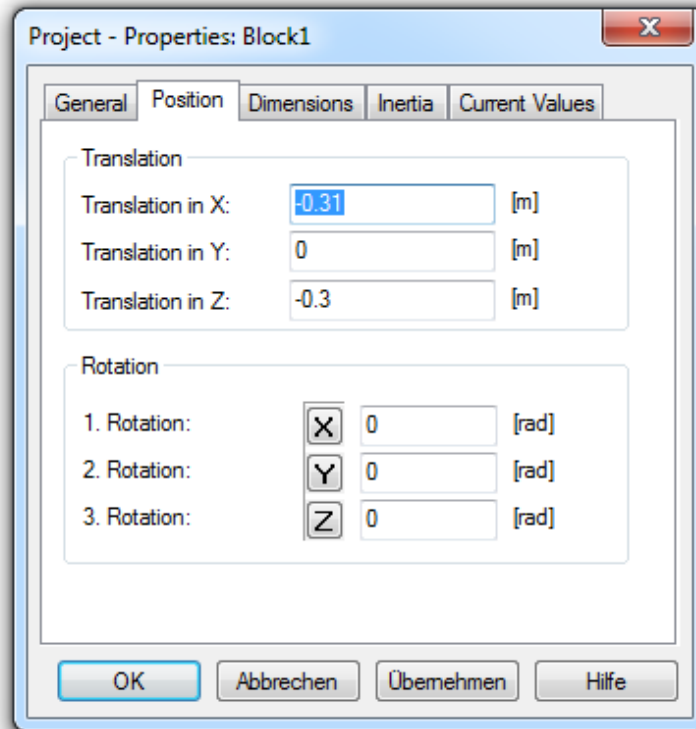 Project - Properties: Block1
General Position Dimensions Inertia Current Values
Translation
Translation in X: -0.31 [m]
Translation in Y: 0 [m]
Translation in Z: -0.3 [m]
Rotation
1. Rotation: X 0 [rad]
2. Rotation: Y 0 [rad]
3. Rotation: Z 0 [rad]
OK Abbrechen Übernehmen Hilfe